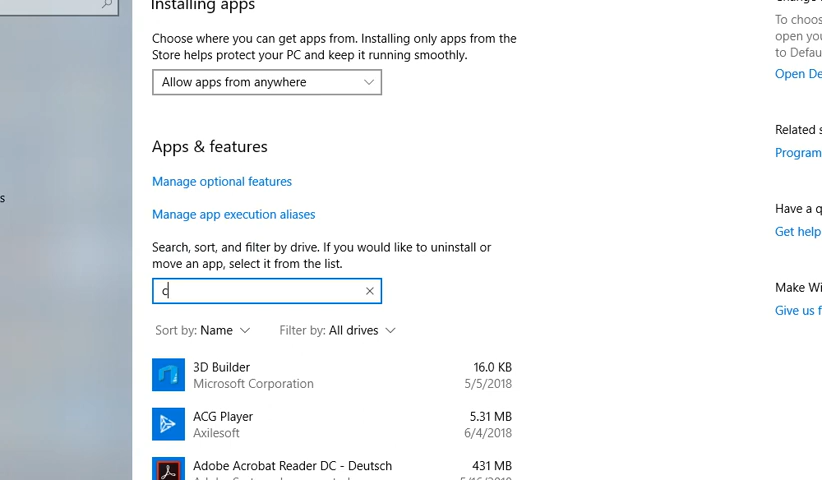 Installing apps
Choose where you can get apps from. Installing only apps from the
Store helps protect your PC and keep it running smoothly.
Allow apps from anywhere
Apps & features
Manage optional features
Manage app execution aliases
Search, sort, and filter by drive. If you would like to uninstall or
move an app, select it from the list.
c
Sort by: Name
Filter by: All drives
3D Builder
16.0 KB
Microsoft Corporation
5/5/2018
ACG Player
5.31 MB
Axilesoft
6/4/2018
Adobe Acrobat Reader DC - Deutsch
431 MB
s
To choos
open you
to Defau
Open De
Related s
Program
Have a q
Get help
Make Wi
Give us f